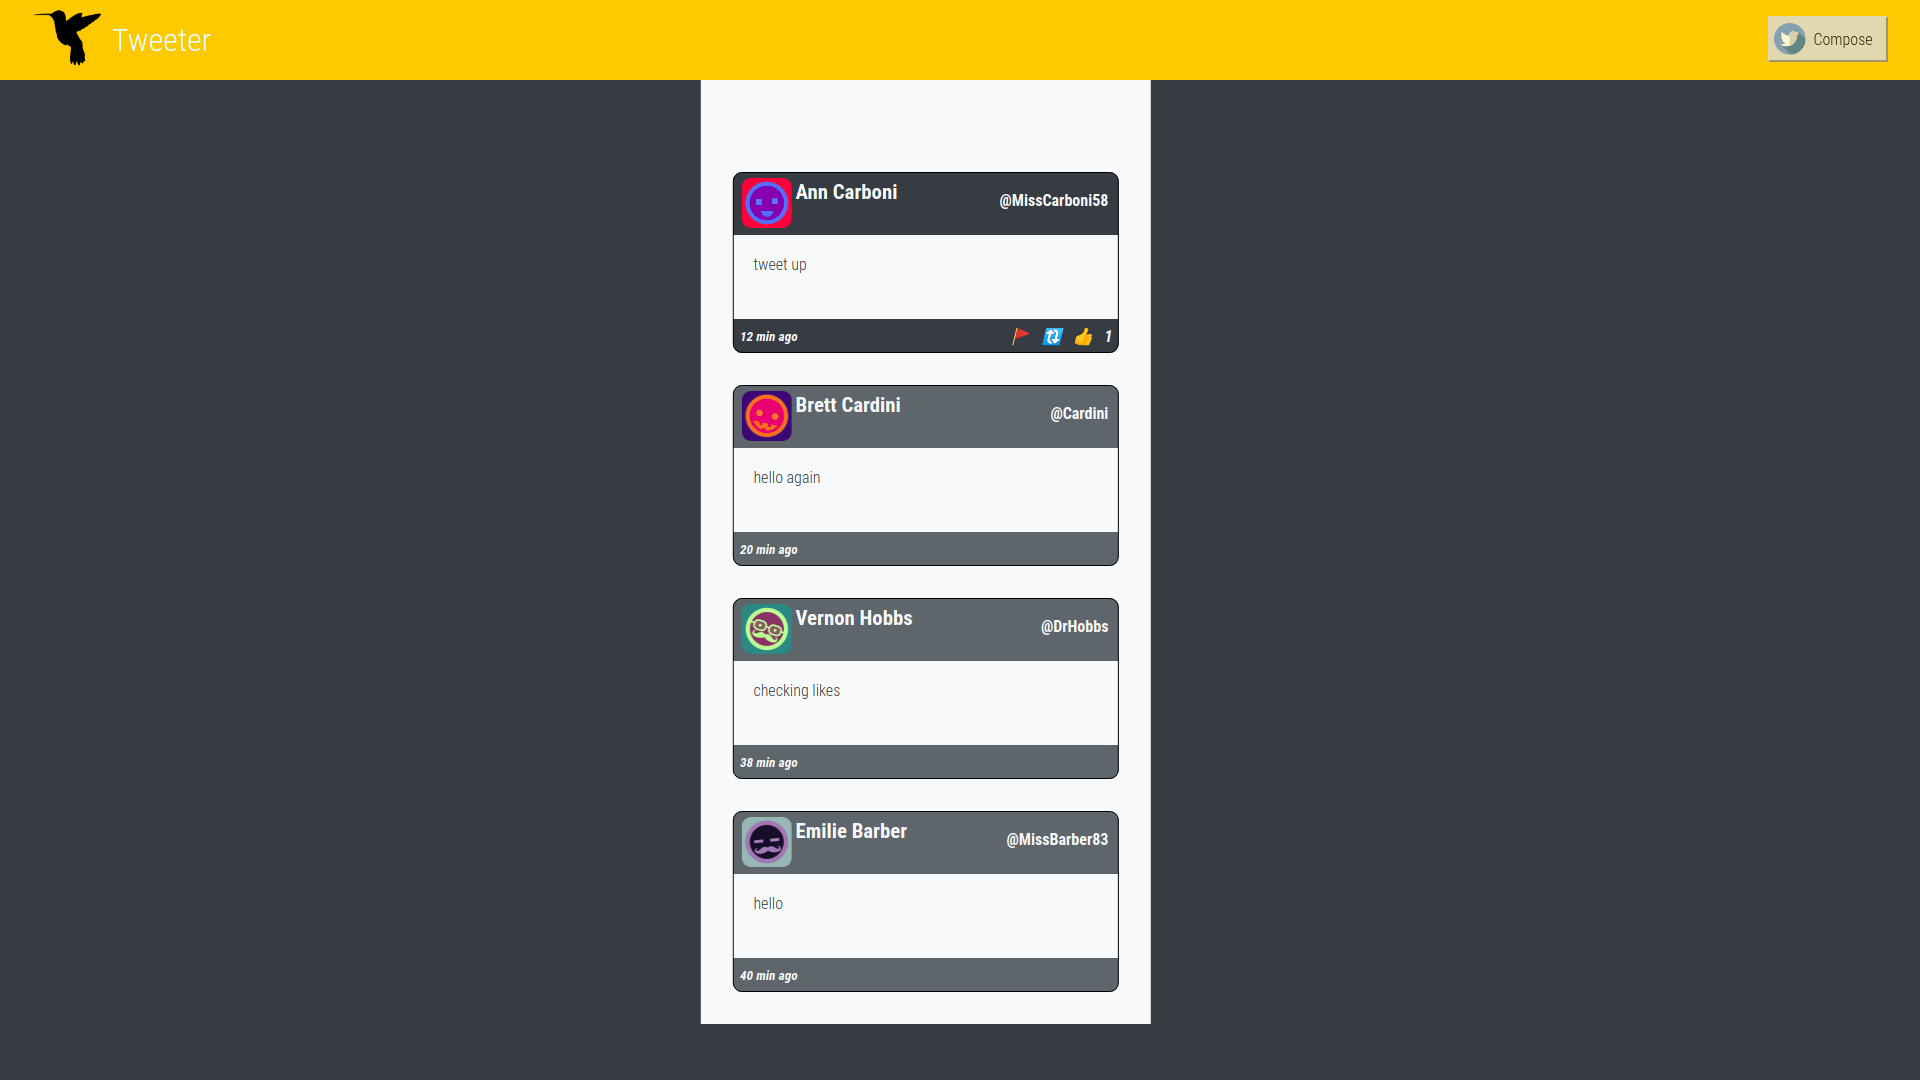 Tweeter
Compose
Ann Carboni
@MissCarboni58
tweet up
12 min ago
1
Brett Cardini
@Cardini
hello again
20 min ago
Vernon Hobbs
@DrHobbs
checking likes
38 min ago
Emilie Barber
@MissBarber83
hello
40 min ago